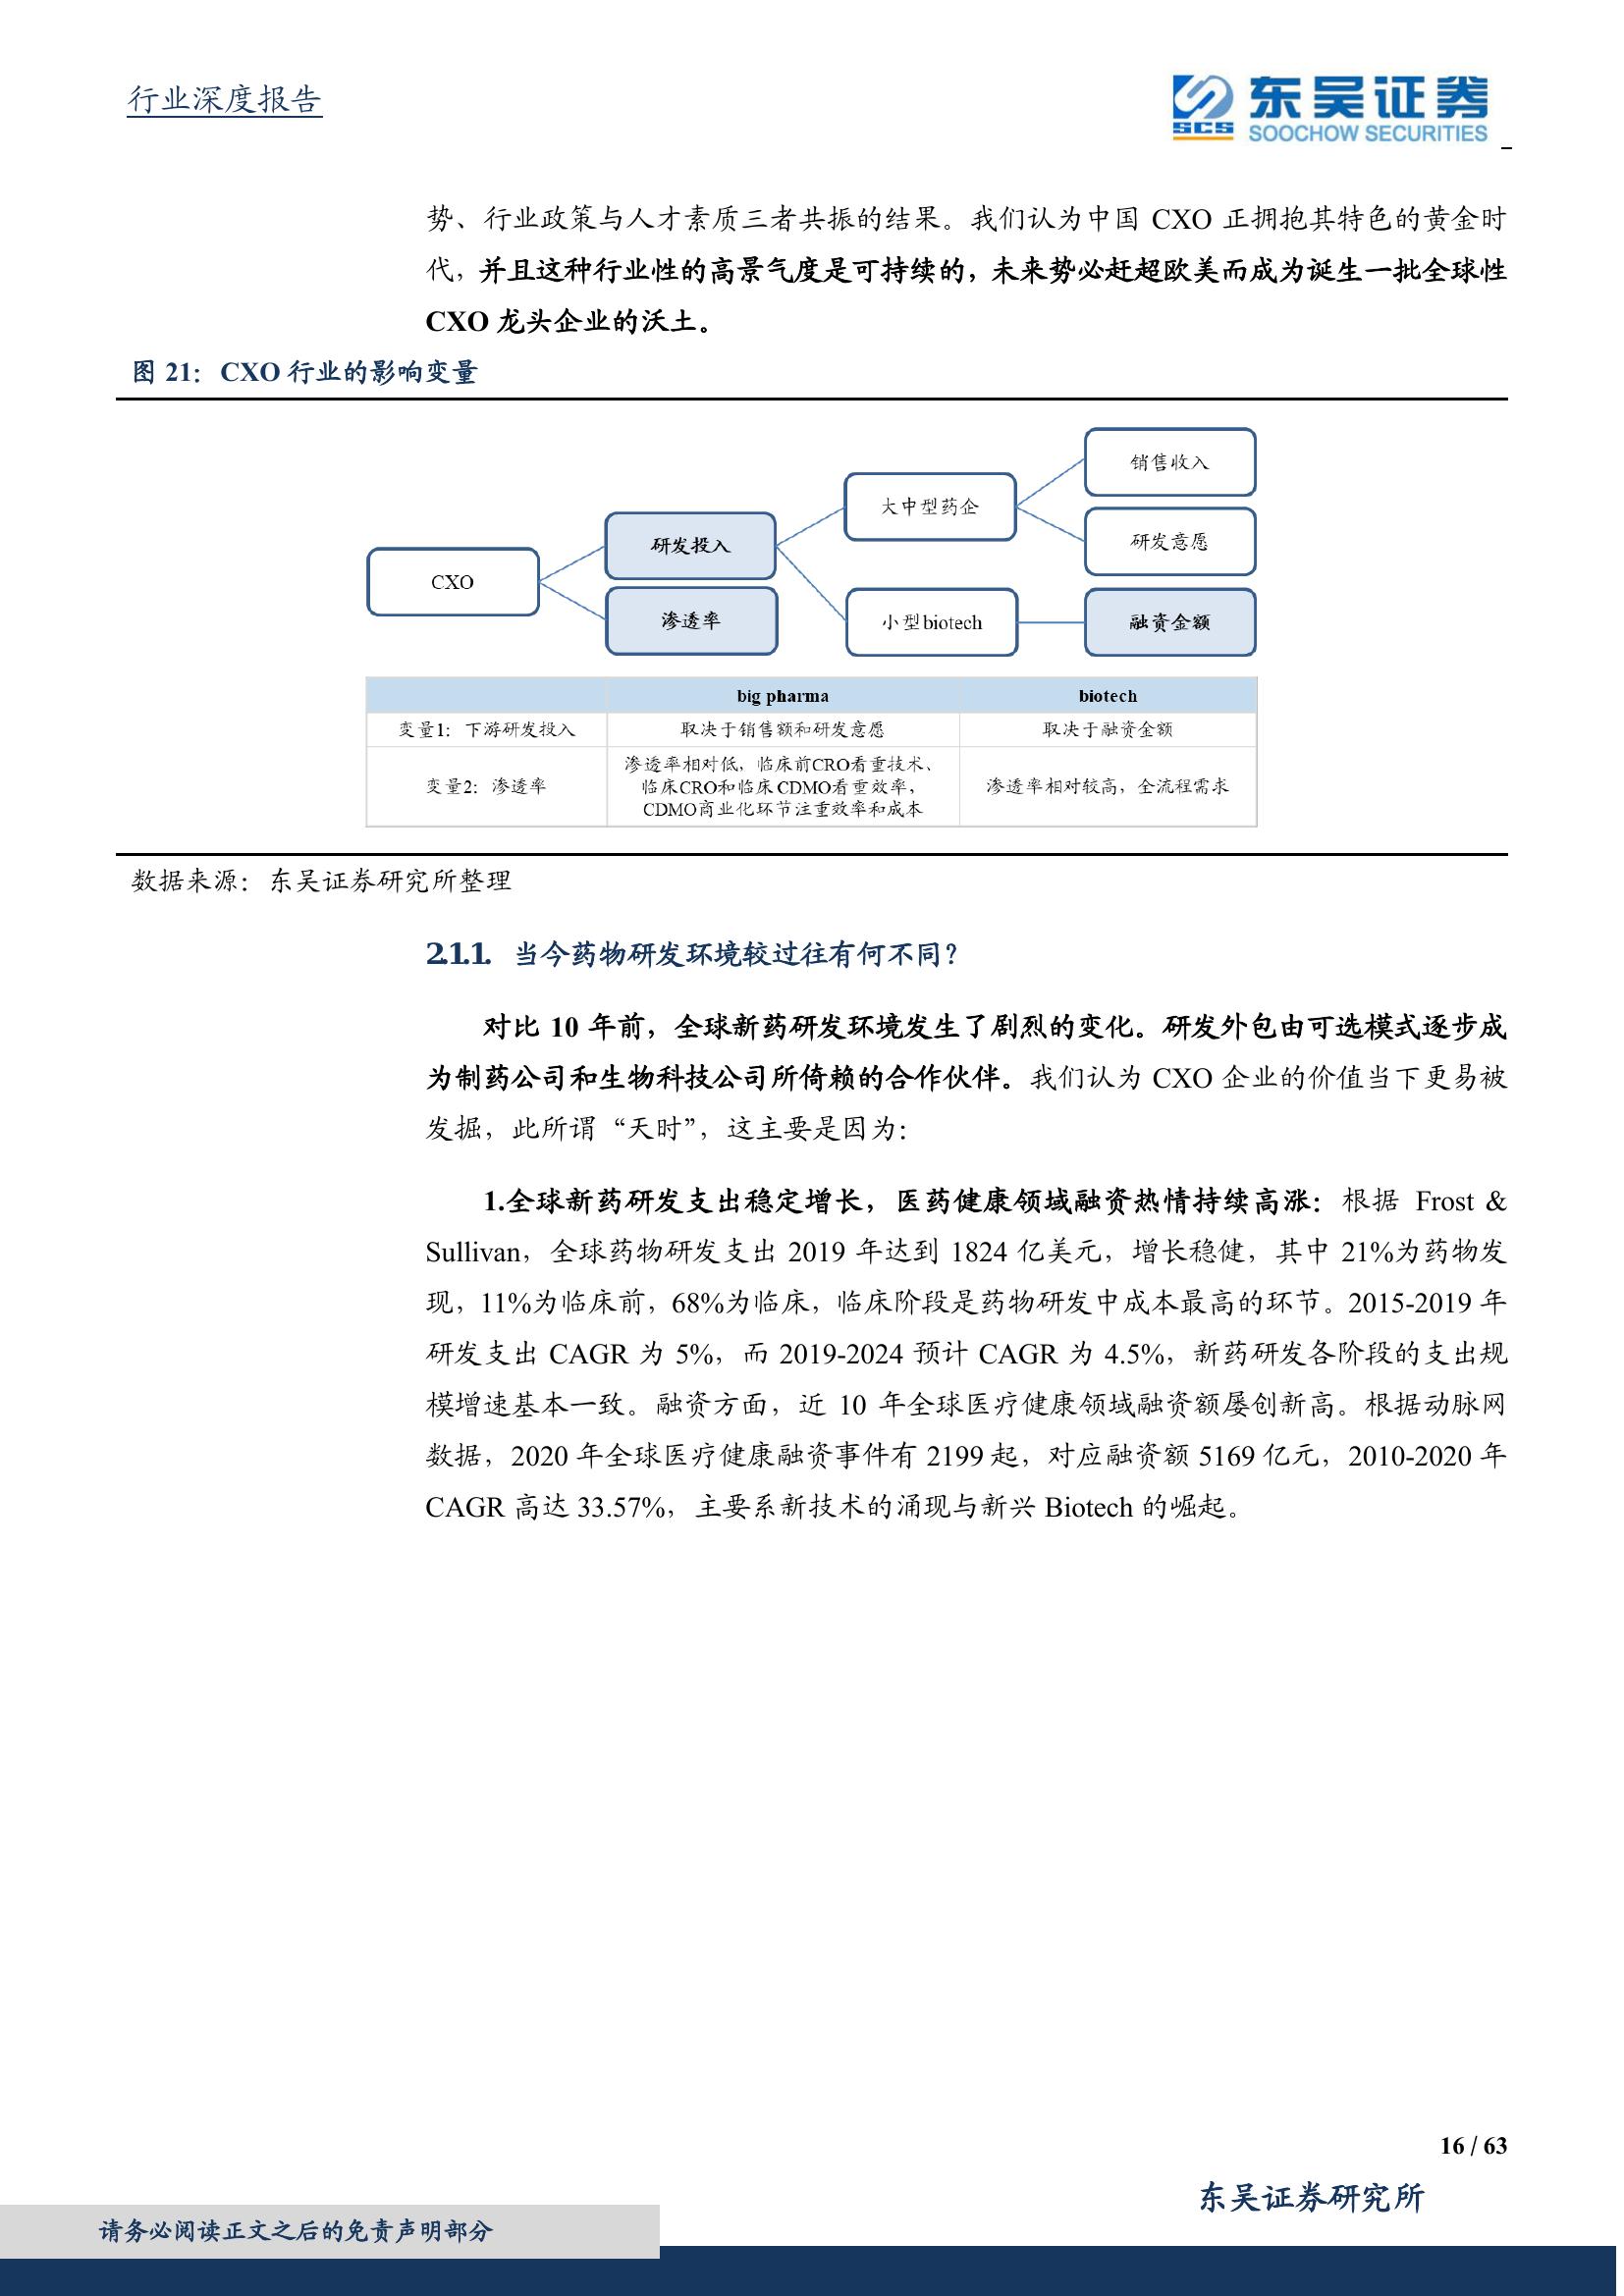 行业深度报告
SCS 东吴证券
SOOCHOW SECURITIES
势、行业政策与人才素质三者共振的结果。我们认为中国 CXO 正拥抱其特色的黄金时
代，并且这种行业性的高景气度是可持续的，未来势必赶超欧美而成为诞生一批全球性
CXO 龙头企业的沃土。
图 21：CXO 行业的影响变量
CXO
研发投入
渗透率
大中型药企
小型biotech
销售收入
研发意愿
融资金额
big pharma biotech
变量1：下游研发投入 取决于销售额和研发意愿 取决于融资金额
变量2：渗透率 渗透率相对低，临床前CRO看重技术、
临床CRO和临床CDMO看重效率，
CDMO商业化环节注重效率和成本
渗透率相对较高，全流程需求
数据来源：东吴证券研究所整理
2.1.1. 当今药物研发环境较过往有何不同？
对比 10 年前，全球新药研发环境发生了剧烈的变化。研发外包由可选模式逐步成
为制药公司和生物科技公司所倚赖的合作伙伴。我们认为 CXO 企业的价值当下更易被
发掘，此所谓“天时”，这主要是因为：
1.全球新药研发支出稳定增长，医药健康领域融资热情持续高涨：根据 Frost &
Sullivan，全球药物研发支出 2019 年达到 1824 亿美元，增长稳健，其中 21%为药物发
现，11%为临床前，68%为临床，临床阶段是药物研发中成本最高的环节。2015-2019 年
研发支出 CAGR 为 5%，而 2019-2024 预计 CAGR 为 4.5%，新药研发各阶段的支出规
模增速基本一致。融资方面，近 10 年全球医疗健康领域融资额屡创新高。根据动脉网
数据，2020 年全球医疗健康融资事件有 2199 起，对应融资额 5169 亿元，2010-2020 年
CAGR 高达 33.57%，主要系新技术的涌现与新兴 Biotech 的崛起。
16 / 63
东吴证券研究所
请务必阅读正文之后的免责声明部分